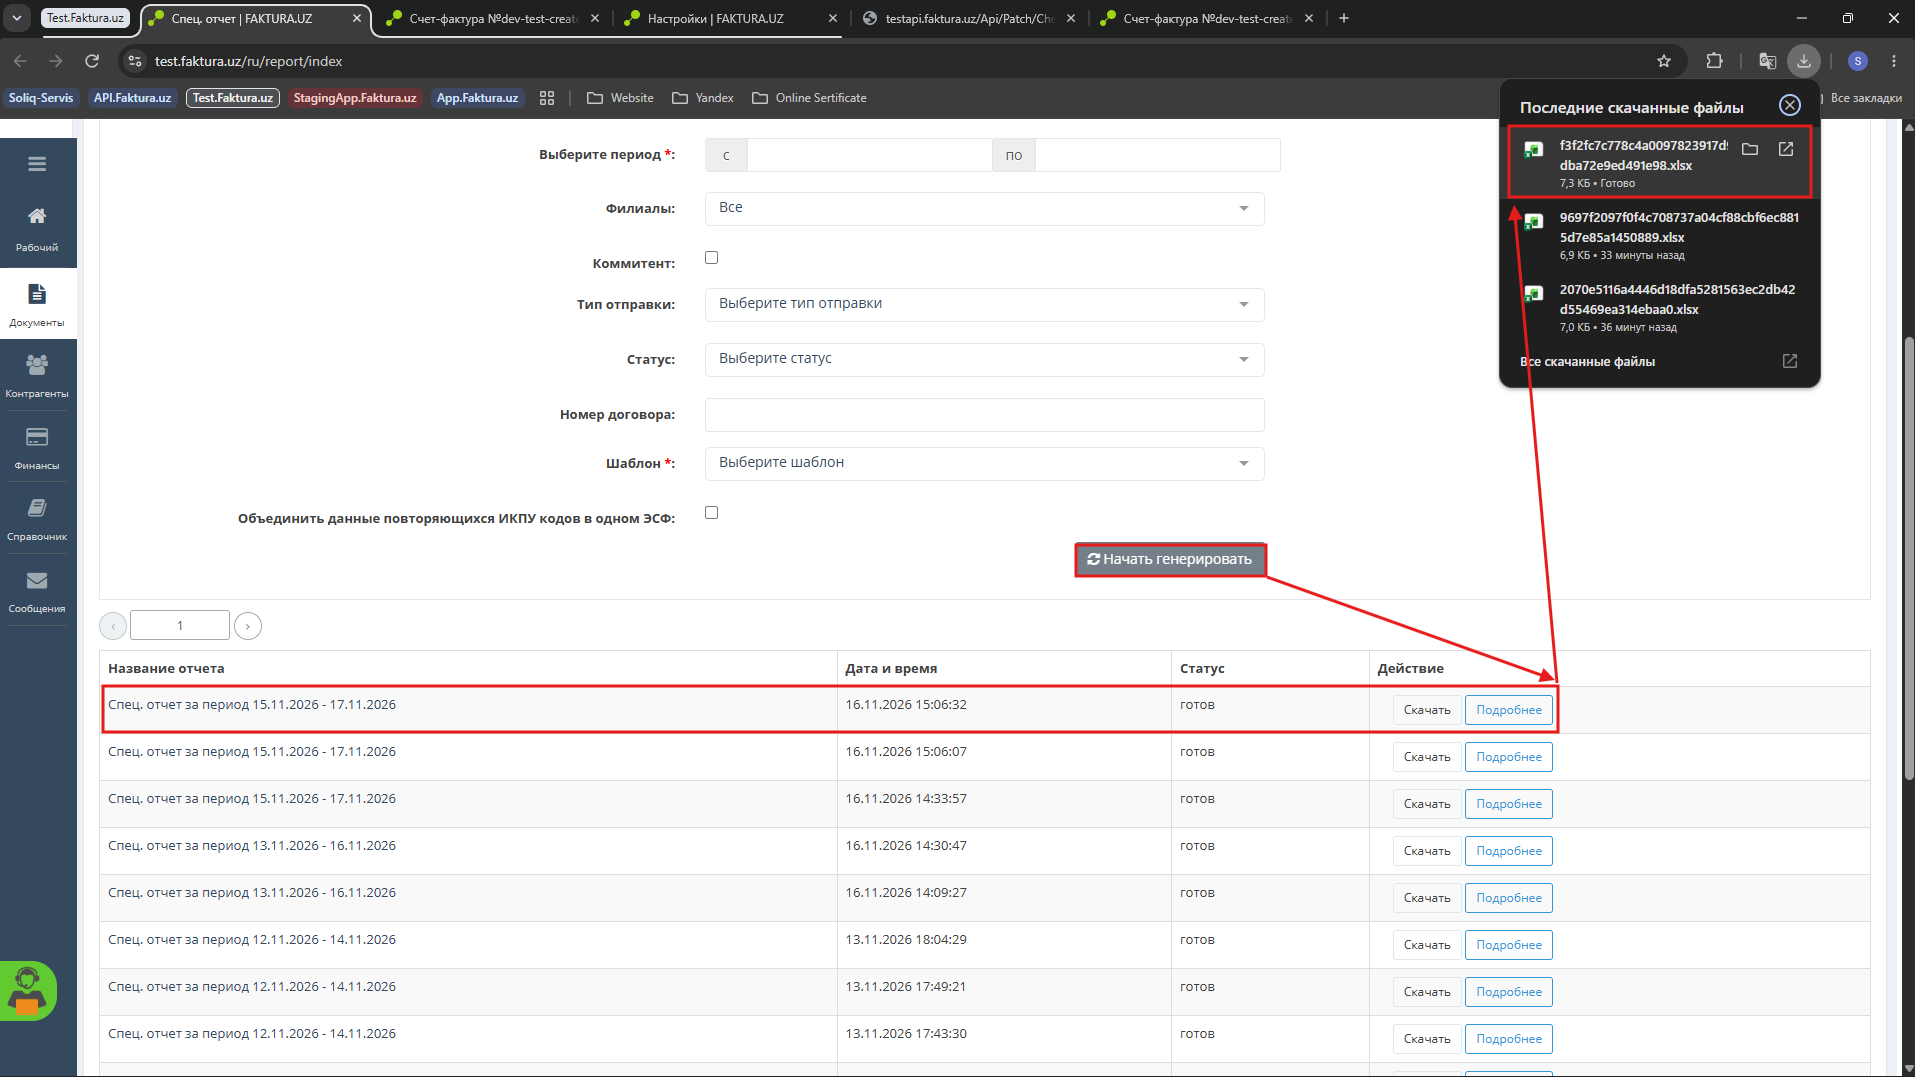 Test.Faktura.uz
Спец. отчет | FAKTURA.UZ
Счет-фактура №dev-test-create
Настройки | FAKTURA.UZ
testapi.faktura.uz/Api/Patch/Che
Счет-фактура №dev-test-create
test.faktura.uz/ru/report/index
S
Soliq-Servis
API.Faktura.uz
Test.Faktura.uz
StagingApp.Faktura.uz
App.Faktura.uz
Website
Yandex
Online Sertificate
Все закладки
Последние скачанные файлы
f3f2fc7c778c4a0097823917d9
dba72e9ed491e98.xlsx
7,3 КБ • Готово
9697f2097f0f4c708737a04cf88cbf6ec881
5d7e85a1450889.xlsx
6,9 КБ • 33 минуты назад
2070e5116a4446d18dfa5281563ec2db42
d55469ea314ebaa0.xlsx
7,0 КБ • 36 минут назад
Все скачанные файлы
Рабочий
Документы
Контрагенты
Финансы
Справочник
Сообщения
Выберите период *: с по
Филиалы: Все
Коммитент:
Тип отправки: Выберите тип отправки
Статус: Выберите статус
Номер договора:
Шаблон *: Выберите шаблон
Объединить данные повторяющихся ИКПУ кодов в одном ЭСФ:
Начать генерировать
‹ 1 ›
Название отчета Дата и время Статус Действие
Спец. отчет за период 15.11.2026 - 17.11.2026 16.11.2026 15:06:32 готов Скачать Подробнее
Спец. отчет за период 15.11.2026 - 17.11.2026 16.11.2026 15:06:07 готов Скачать Подробнее
Спец. отчет за период 15.11.2026 - 17.11.2026 16.11.2026 14:33:57 готов Скачать Подробнее
Спец. отчет за период 13.11.2026 - 16.11.2026 16.11.2026 14:30:47 готов Скачать Подробнее
Спец. отчет за период 13.11.2026 - 16.11.2026 16.11.2026 14:09:27 готов Скачать Подробнее
Спец. отчет за период 12.11.2026 - 14.11.2026 13.11.2026 18:04:29 готов Скачать Подробнее
Спец. отчет за период 12.11.2026 - 14.11.2026 13.11.2026 17:49:21 готов Скачать Подробнее
Спец. отчет за период 12.11.2026 - 14.11.2026 13.11.2026 17:43:30 готов Скачать Подробнее